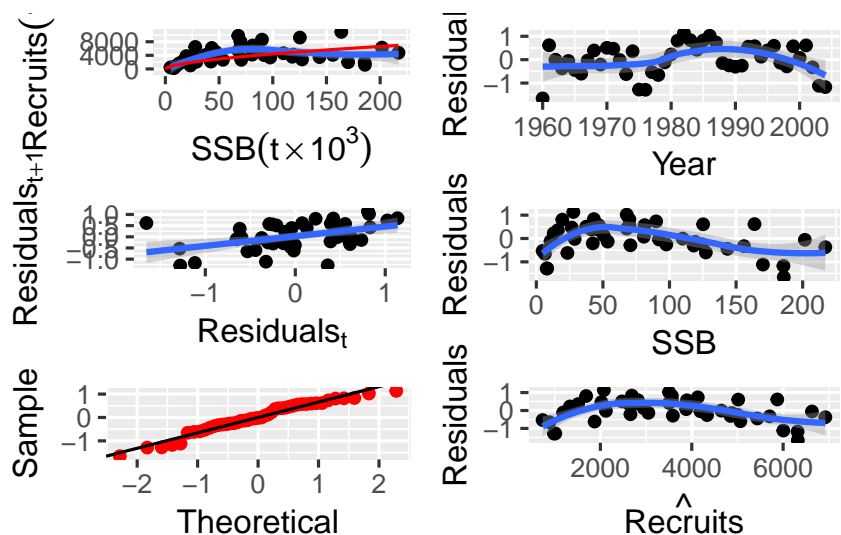 Recruits(
8000
4000
0
0 50 100 150 200
SSB(t×10³)
Residual
1
0
−1
1960 1970 1980 1990 2000
Year
Residualsₜ₊₁
1.0
−1.0
−1 0 1
Residualsₜ
Residuals
1
0
−1
0 50 100 150 200
SSB
Sample
1
0
−1
−2 −1 0 1 2
Theoretical
Residuals
1
0
−1
2000 4000 6000
^
Recruits